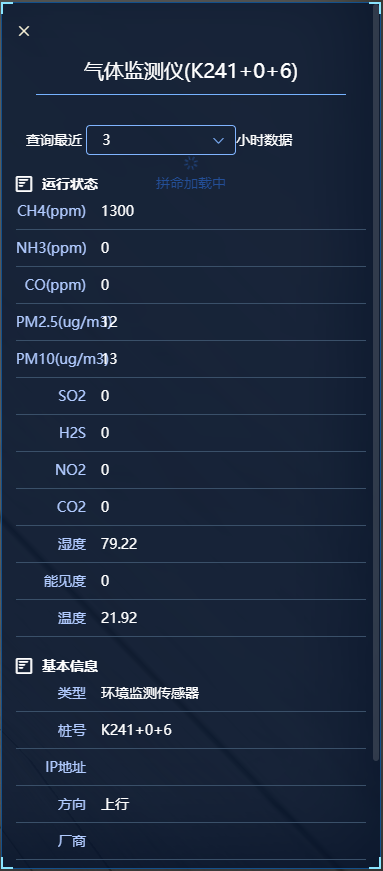 ×
气体监测仪(K241+0+6)
查询最近 3 小时数据
拼命加载中
运行状态
CH4(ppm) 1300
NH3(ppm) 0
CO(ppm) 0
PM2.5(ug/m3) 12
PM10(ug/m3) 13
SO2 0
H2S 0
NO2 0
CO2 0
湿度 79.22
能见度 0
温度 21.92
基本信息
类型 环境监测传感器
桩号 K241+0+6
IP地址
方向 上行
厂商